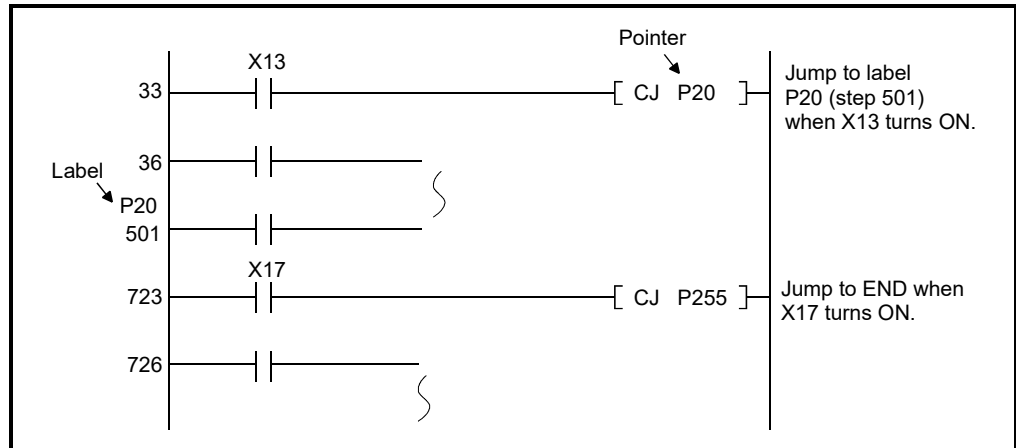 Pointer
X13
33
CJ P20
Jump to label
P20 (step 501)
when X13 turns ON.
36
Label
P20
501
X17
723
CJ P255
Jump to END when
X17 turns ON.
726